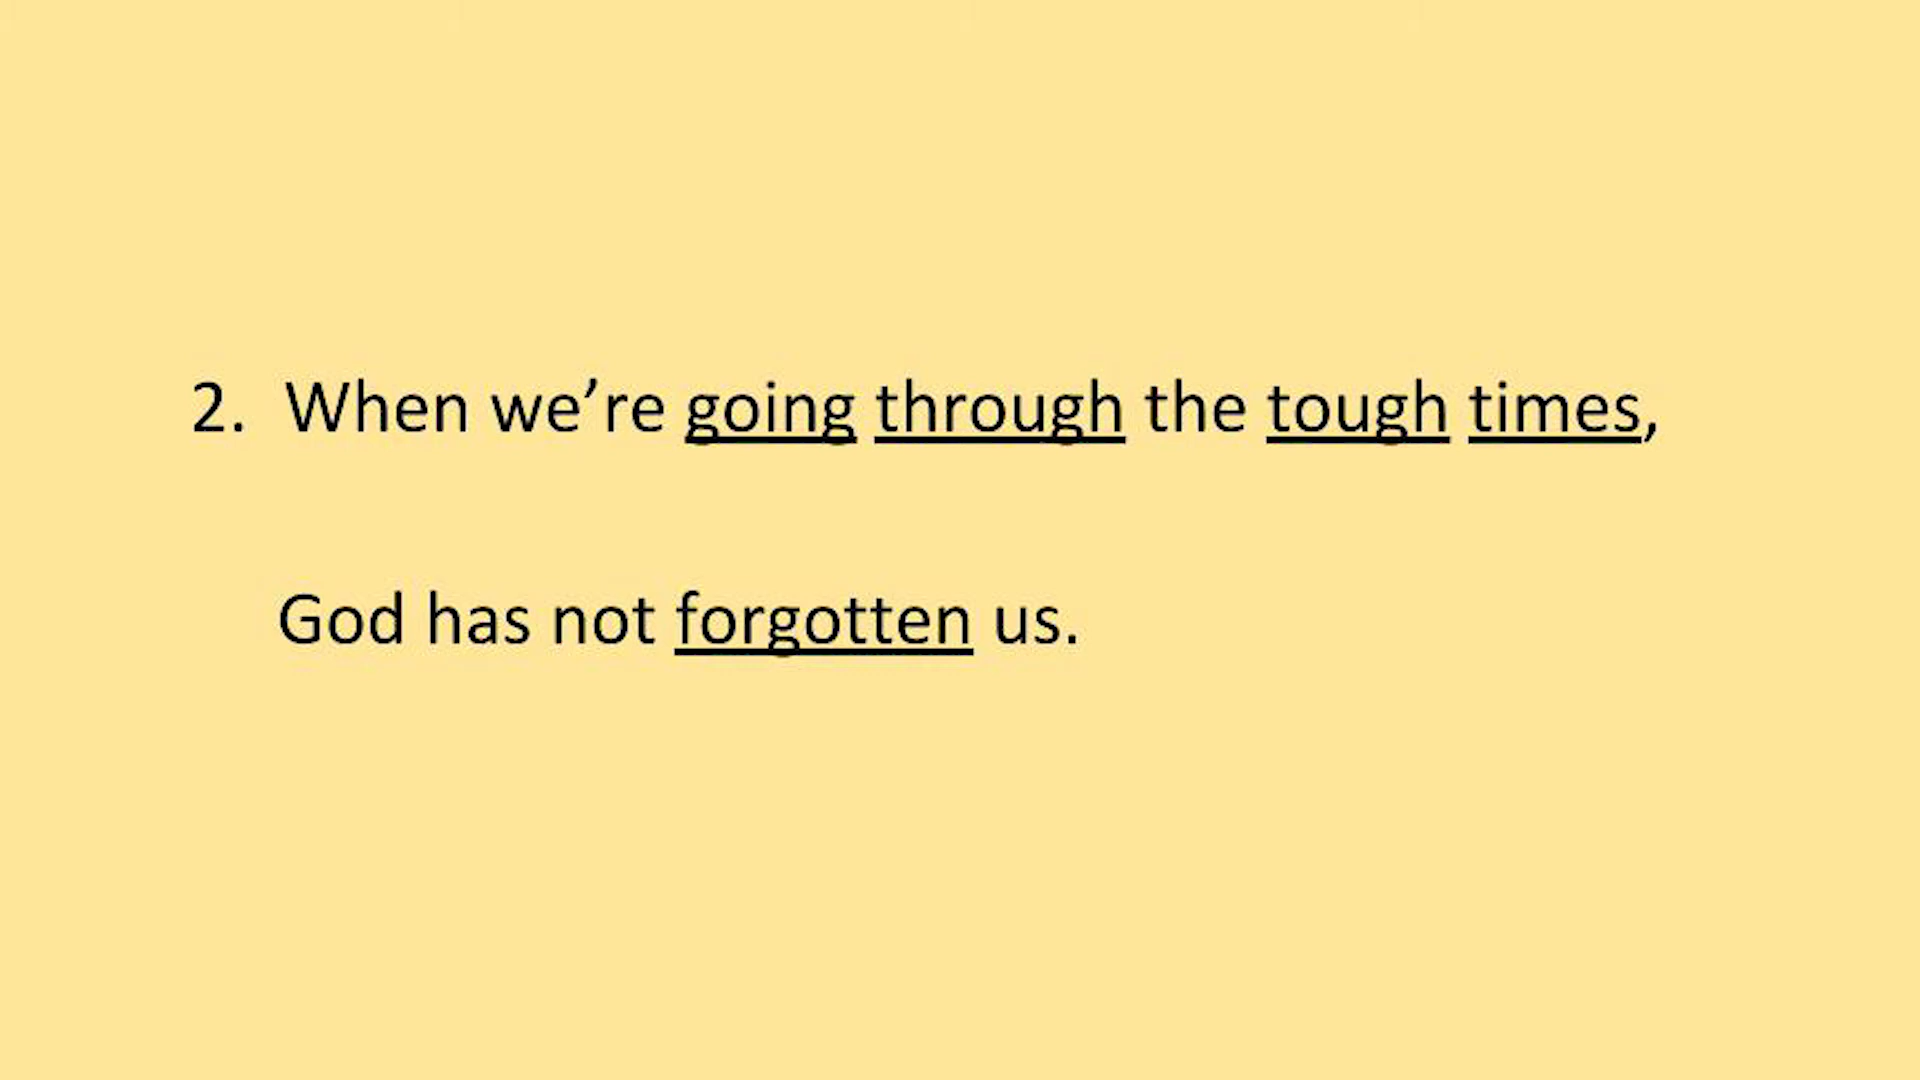 2. When we’re going through the tough times,
God has not forgotten us.